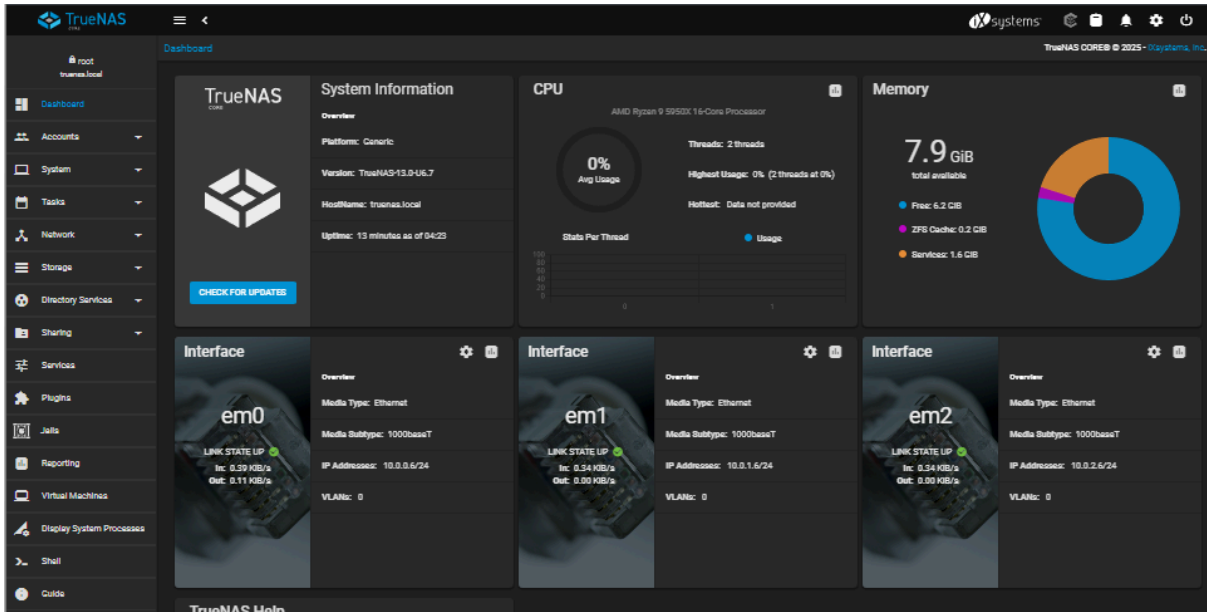 TrueNAS
CORE
iXsystems
root
truenas.local
Dashboard
TrueNAS CORE® © 2025 - iXsystems, Inc.
Dashboard
Accounts
System
Tasks
Network
Storage
Directory Services
Sharing
Services
Plugins
Jails
Reporting
Virtual Machines
Display System Processes
Shell
Guide
TrueNAS
CORE
CHECK FOR UPDATES
System Information
Overview
Platform: Generic
Version: TrueNAS-13.0-U6.7
HostName: truenas.local
Uptime: 13 minutes as of 04:23
CPU
AMD Ryzen 9 5950X 16-Core Processor
0%
Avg Usage
Threads: 2 threads
Highest Usage: 0% (2 threads at 0%)
Hottest: Data not provided
Stats Per Thread
Usage
100
80
60
40
20
0
0 1
Memory
7.9 GiB
total available
Free: 6.2 GiB
ZFS Cache: 0.2 GiB
Services: 1.6 GiB
Interface
em0
LINK STATE UP
In: 0.39 KiB/s
Out: 0.11 KiB/s
Overview
Media Type: Ethernet
Media Subtype: 1000baseT
IP Addresses: 10.0.0.6/24
VLANs: 0
Interface
em1
LINK STATE UP
In: 0.34 KiB/s
Out: 0.00 KiB/s
Overview
Media Type: Ethernet
Media Subtype: 1000baseT
IP Addresses: 10.0.1.6/24
VLANs: 0
Interface
em2
LINK STATE UP
In: 0.34 KiB/s
Out: 0.00 KiB/s
Overview
Media Type: Ethernet
Media Subtype: 1000baseT
IP Addresses: 10.0.2.6/24
VLANs: 0
TrueNAS Help